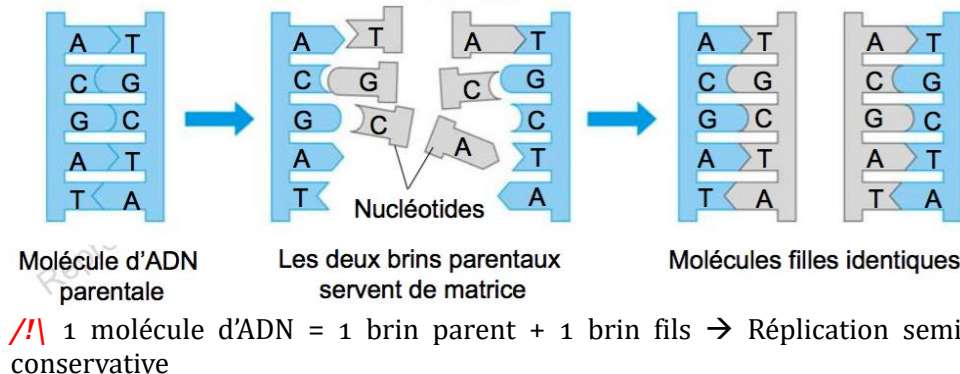 A T A T A T A T A T
C G C G C G C G C G
G C G C C G C G C
A T A A T A T A T
T A T A T A T A
Nucléotides
Molécule d'ADN
parentale
Les deux brins parentaux
servent de matrice
Molécules filles identiques
/!\ 1 molécule d'ADN = 1 brin parent + 1 brin fils → Réplication semi
conservative